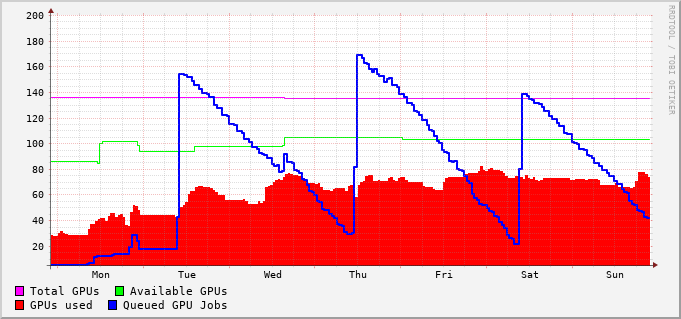 200
180
160
140
120
100
80
60
40
20
Mon Tue Wed Thu Fri Sat Sun
RRDTOOL / TOBI OETIKER
Total GPUs Available GPUs
GPUs used Queued GPU Jobs